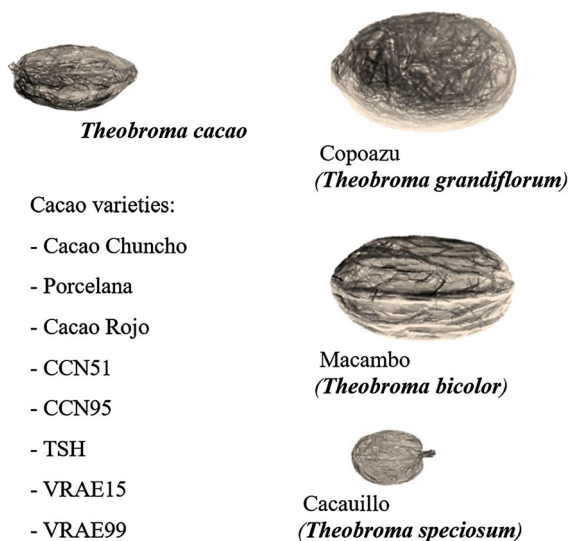 Theobroma cacao
Cacao varieties:
- Cacao Chuncho
- Porcelana
- Cacao Rojo
- CCN51
- CCN95
- TSH
- VRAE15
- VRAE99
Copoazu
(Theobroma grandiflorum)
Macambo
(Theobroma bicolor)
Cacauillo
(Theobroma speciosum)